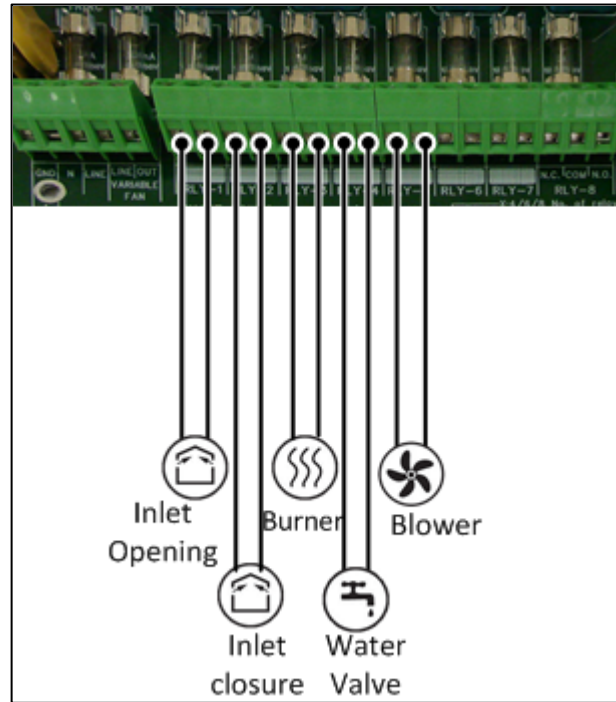 MAIN
GND N LINE LINE OUT
VARIABLE
FAN
RLY-1
RLY-6 RLY-7
N.C. COM N.O.
RLY-8
Inlet
Opening
Burner
Blower
Inlet
closure
Water
Valve